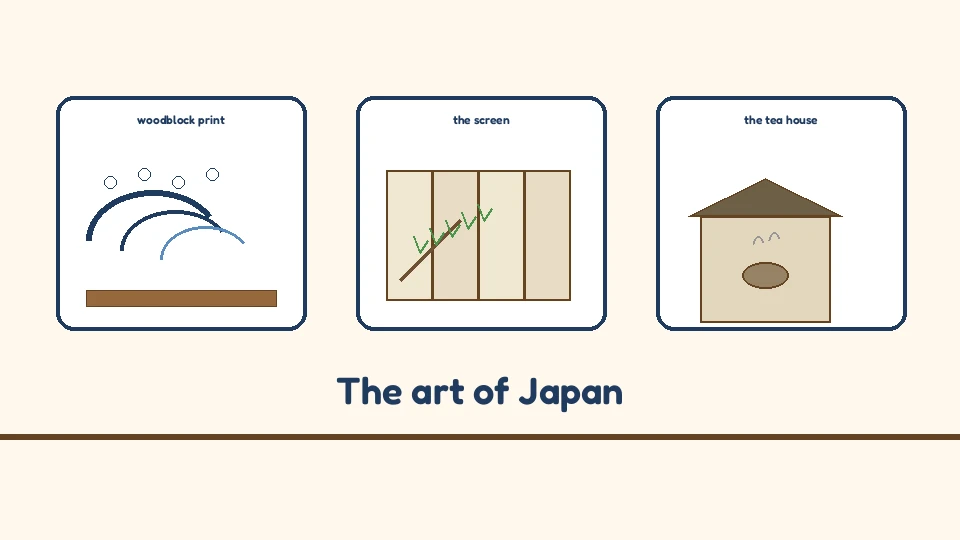 woodblock print
the screen
the tea house
The art of Japan